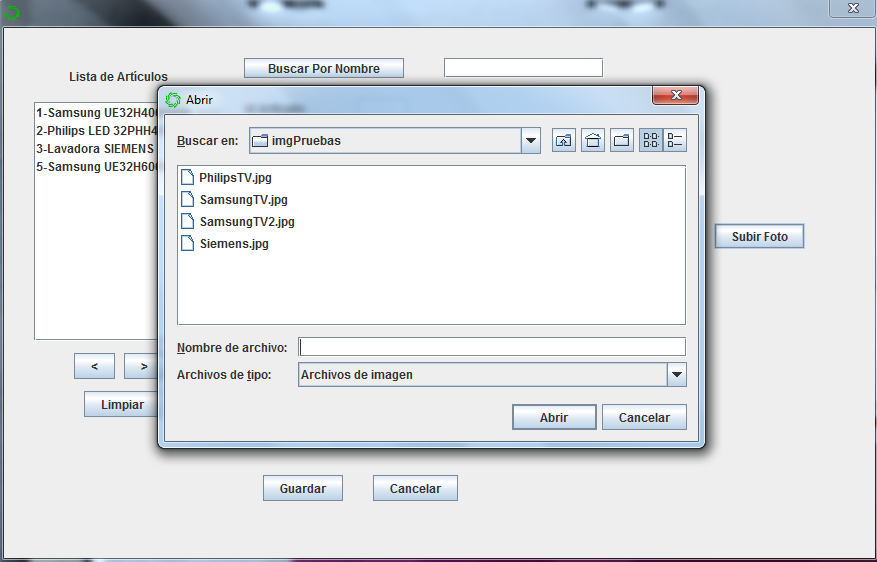 Buscar Por Nombre
Lista de Artículos
1-Samsung UE32H400
2-Philips LED 32PHH4
3-Lavadora SIEMENS
5-Samsung UE32H600
Abrir
Buscar en: imgPruebas
PhilipsTV.jpg
SamsungTV.jpg
SamsungTV2.jpg
Siemens.jpg
Subir Foto
Nombre de archivo:
Archivos de tipo: Archivos de imagen
Abrir Cancelar
< >
Limpiar
Guardar Cancelar